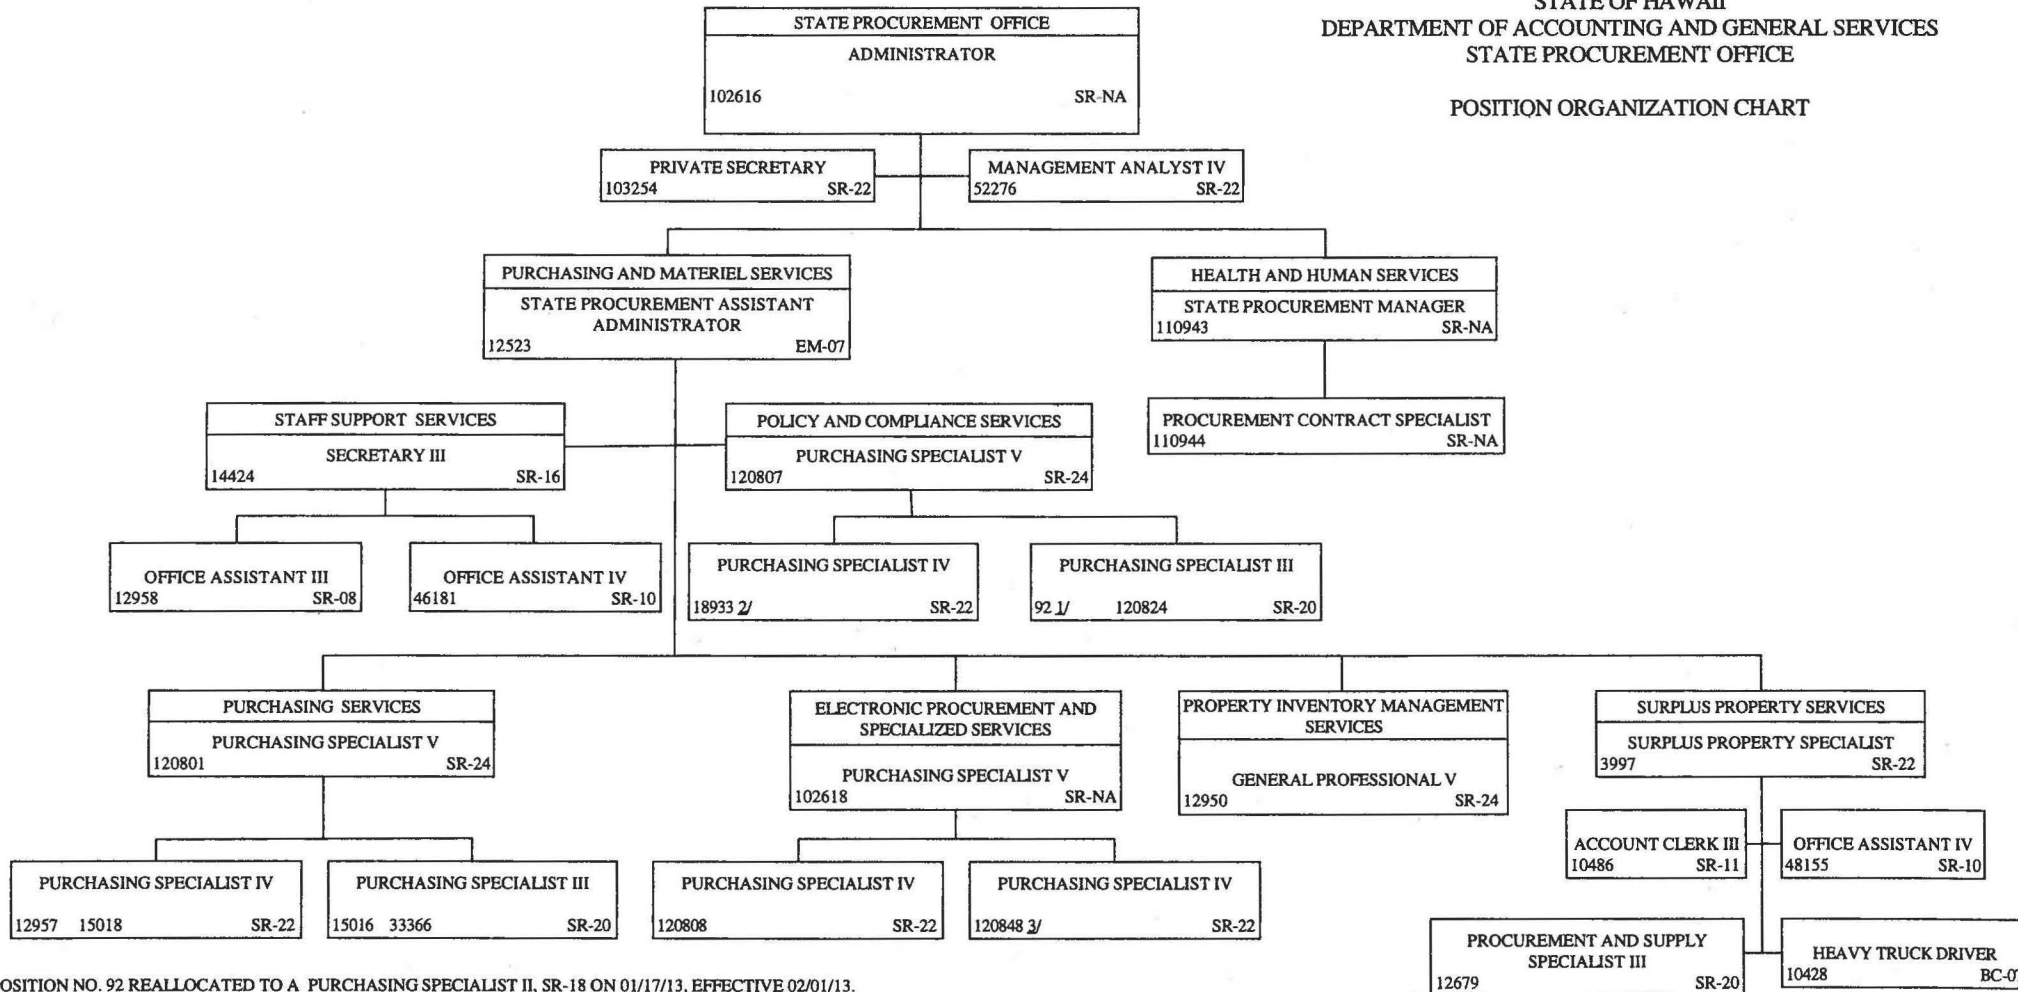 STATE OF HAWAII
DEPARTMENT OF ACCOUNTING AND GENERAL SERVICES
STATE PROCUREMENT OFFICE
POSITION ORGANIZATION CHART
STATE PROCUREMENT OFFICE
ADMINISTRATOR
102616 SR-NA
PRIVATE SECRETARY
103254 SR-22
MANAGEMENT ANALYST IV
52276 SR-22
PURCHASING AND MATERIEL SERVICES
STATE PROCUREMENT ASSISTANT
ADMINISTRATOR
12523 EM-07
HEALTH AND HUMAN SERVICES
STATE PROCUREMENT MANAGER
110943 SR-NA
PROCUREMENT CONTRACT SPECIALIST
110944 SR-NA
STAFF SUPPORT SERVICES
SECRETARY III
14424 SR-16
POLICY AND COMPLIANCE SERVICES
PURCHASING SPECIALIST V
120807 SR-24
OFFICE ASSISTANT III
12958 SR-08
OFFICE ASSISTANT IV
46181 SR-10
PURCHASING SPECIALIST IV
18933 2/ SR-22
PURCHASING SPECIALIST III
92 1/ 120824 SR-20
PURCHASING SERVICES
PURCHASING SPECIALIST V
120801 SR-24
ELECTRONIC PROCUREMENT AND
SPECIALIZED SERVICES
PURCHASING SPECIALIST V
102618 SR-NA
PROPERTY INVENTORY MANAGEMENT
SERVICES
GENERAL PROFESSIONAL V
12950 SR-24
SURPLUS PROPERTY SERVICES
SURPLUS PROPERTY SPECIALIST
3997 SR-22
PURCHASING SPECIALIST IV
12957 15018 SR-22
PURCHASING SPECIALIST III
15016 33366 SR-20
PURCHASING SPECIALIST IV
120808 SR-22
PURCHASING SPECIALIST IV
120848 3/ SR-22
ACCOUNT CLERK III
10486 SR-11
OFFICE ASSISTANT IV
48155 SR-10
PROCUREMENT AND SUPPLY
SPECIALIST III
12679 SR-20
HEAVY TRUCK DRIVER
10428 BC-0
OSITION NO. 92 REALLOCATED TO A PURCHASING SPECIALIST II, SR-18 ON 01/17/13, EFFECTIVE 02/01/13.